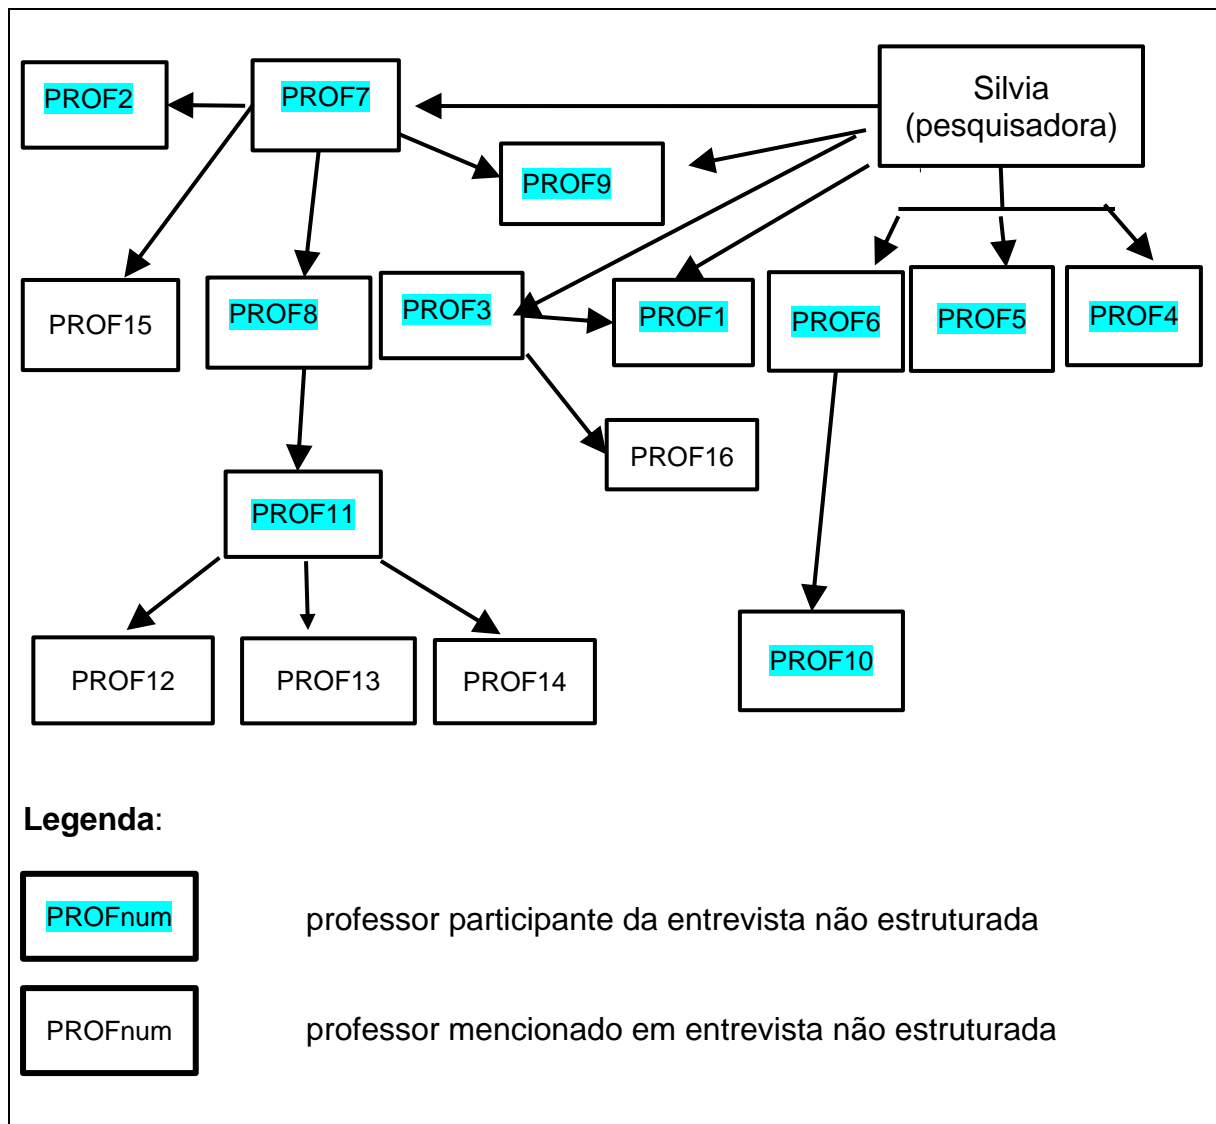 PROF2
PROF7
Silvia
(pesquisadora)
PROF9
PROF15
PROF8
PROF3
PROF1
PROF6
PROF5
PROF4
PROF16
PROF11
PROF12
PROF13
PROF14
PROF10
Legenda:
PROFnum
professor participante da entrevista não estruturada
PROFnum
professor mencionado em entrevista não estruturada